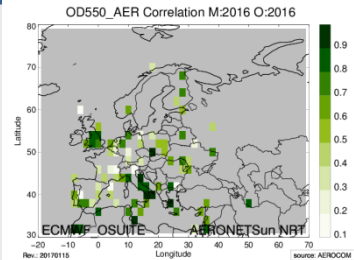 OD550_AER Correlation M:2016 O:2016
80
70
60
50
40
30
Latitude
ECMWF_OSUITE AERONETSun NRT
-20 -10 0 10 20 30 40 50 60 70
Longitude
0.9
0.8
0.7
0.6
0.5
0.4
0.3
0.2
0.1
Rev.: 20170115
source: AEROCOM